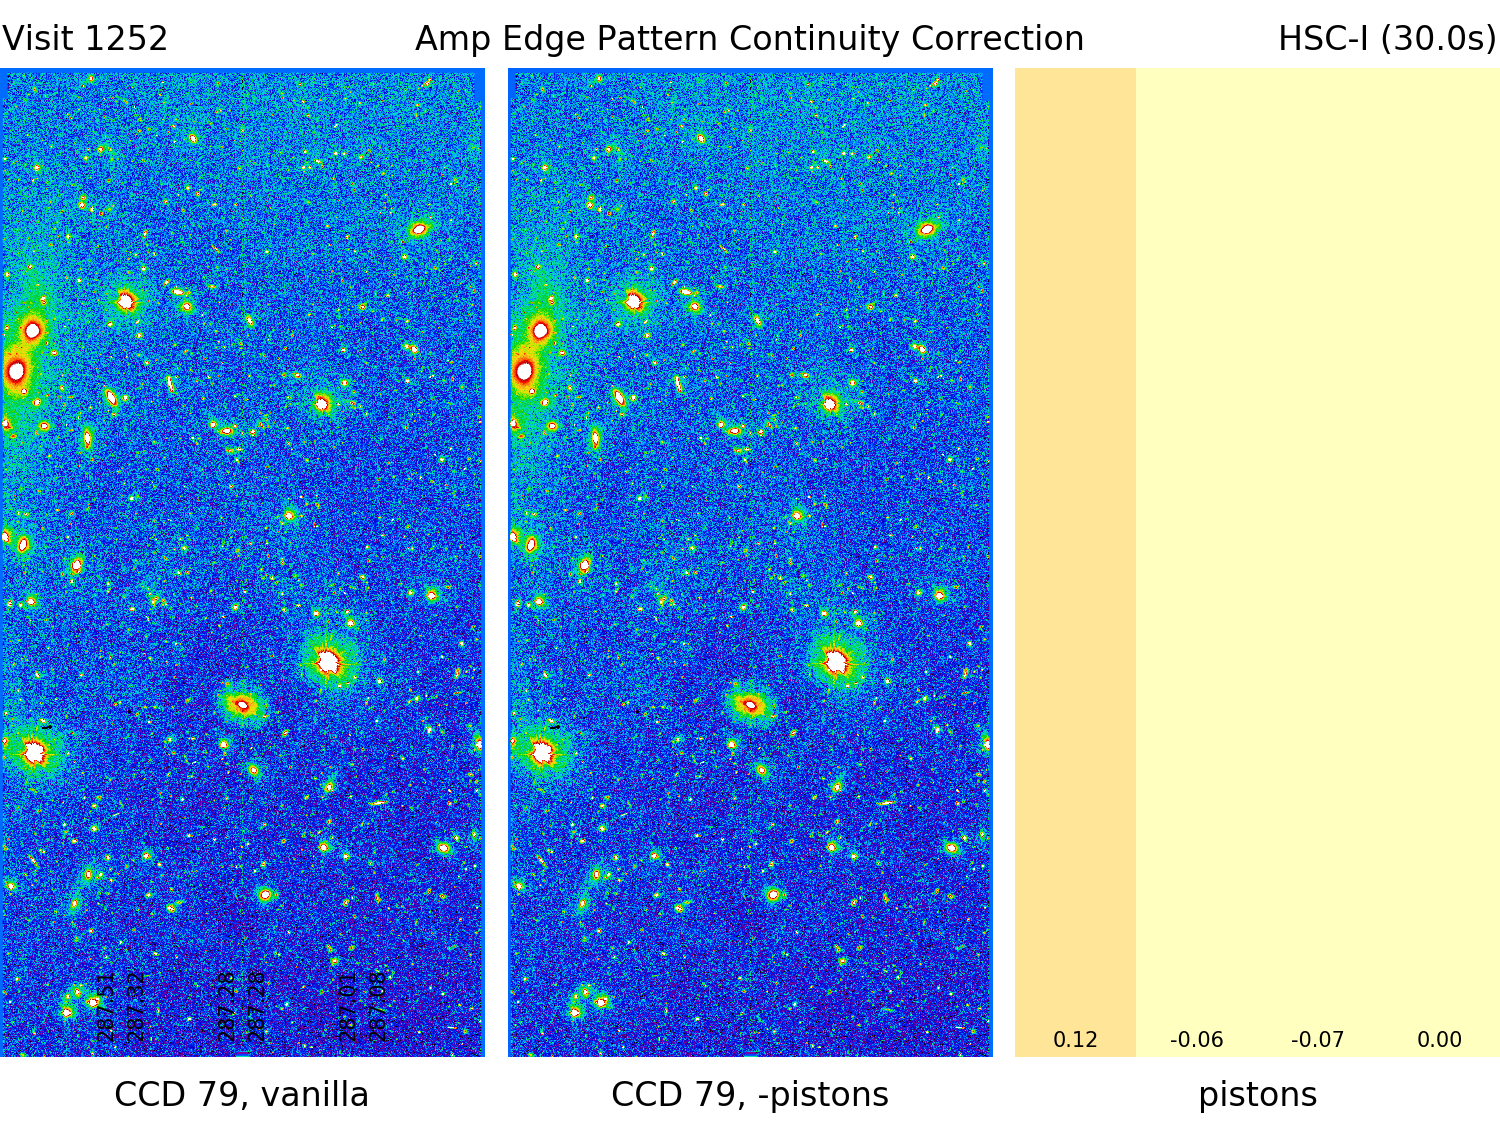 Visit 1252
Amp Edge Pattern Continuity Correction
HSC-I (30.0s)
287.51
287.32
287.28
287.28
287.01
287.08
0.12
-0.06
-0.07
0.00
CCD 79, vanilla
CCD 79, -pistons
pistons